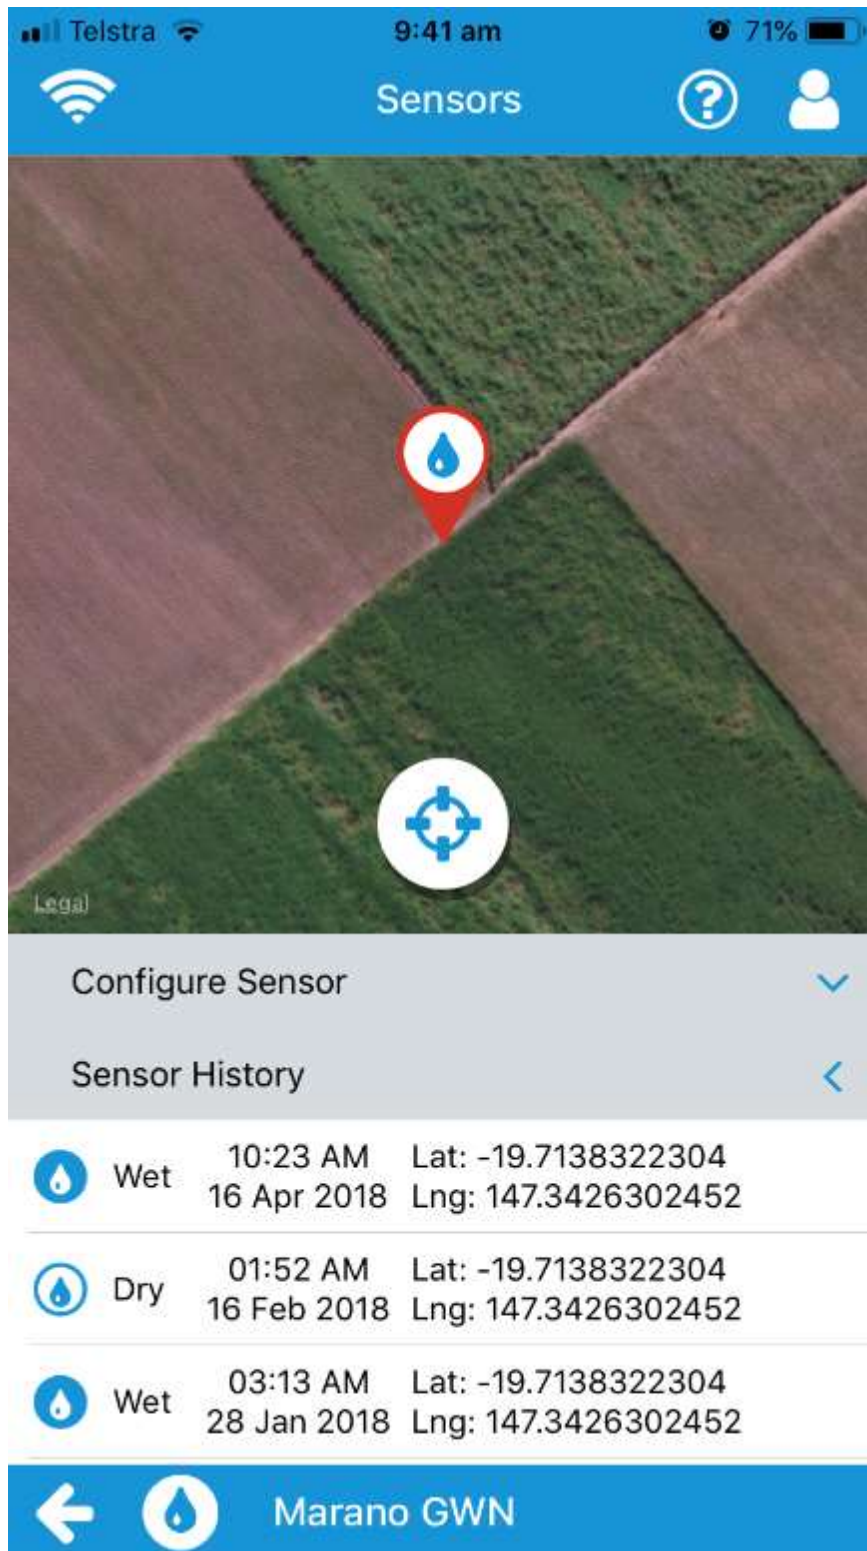 Telstra 9:41 am 71%
Sensors
Legal
Configure Sensor
Sensor History
Wet 10:23 AM Lat: -19.7138322304
16 Apr 2018 Lng: 147.3426302452
Dry 01:52 AM Lat: -19.7138322304
16 Feb 2018 Lng: 147.3426302452
Wet 03:13 AM Lat: -19.7138322304
28 Jan 2018 Lng: 147.3426302452
Marano GWN